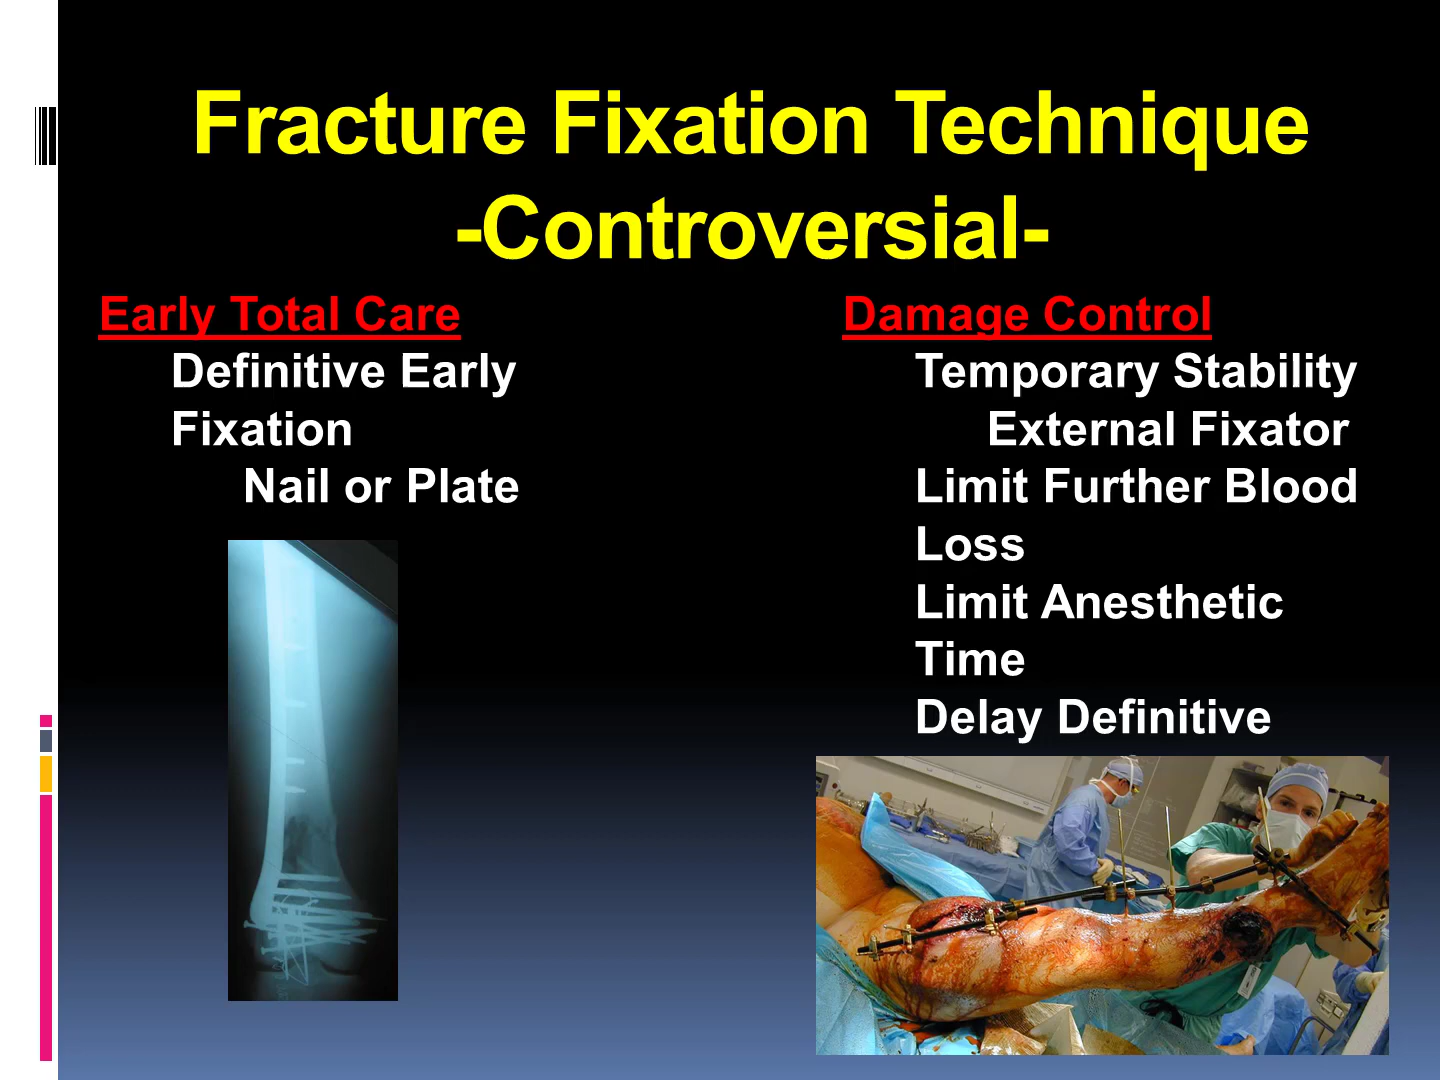 Fracture Fixation Technique
-Controversial-
Early Total Care
Definitive Early
Fixation
Nail or Plate
Damage Control
Temporary Stability
External Fixator
Limit Further Blood
Loss
Limit Anesthetic
Time
Delay Definitive